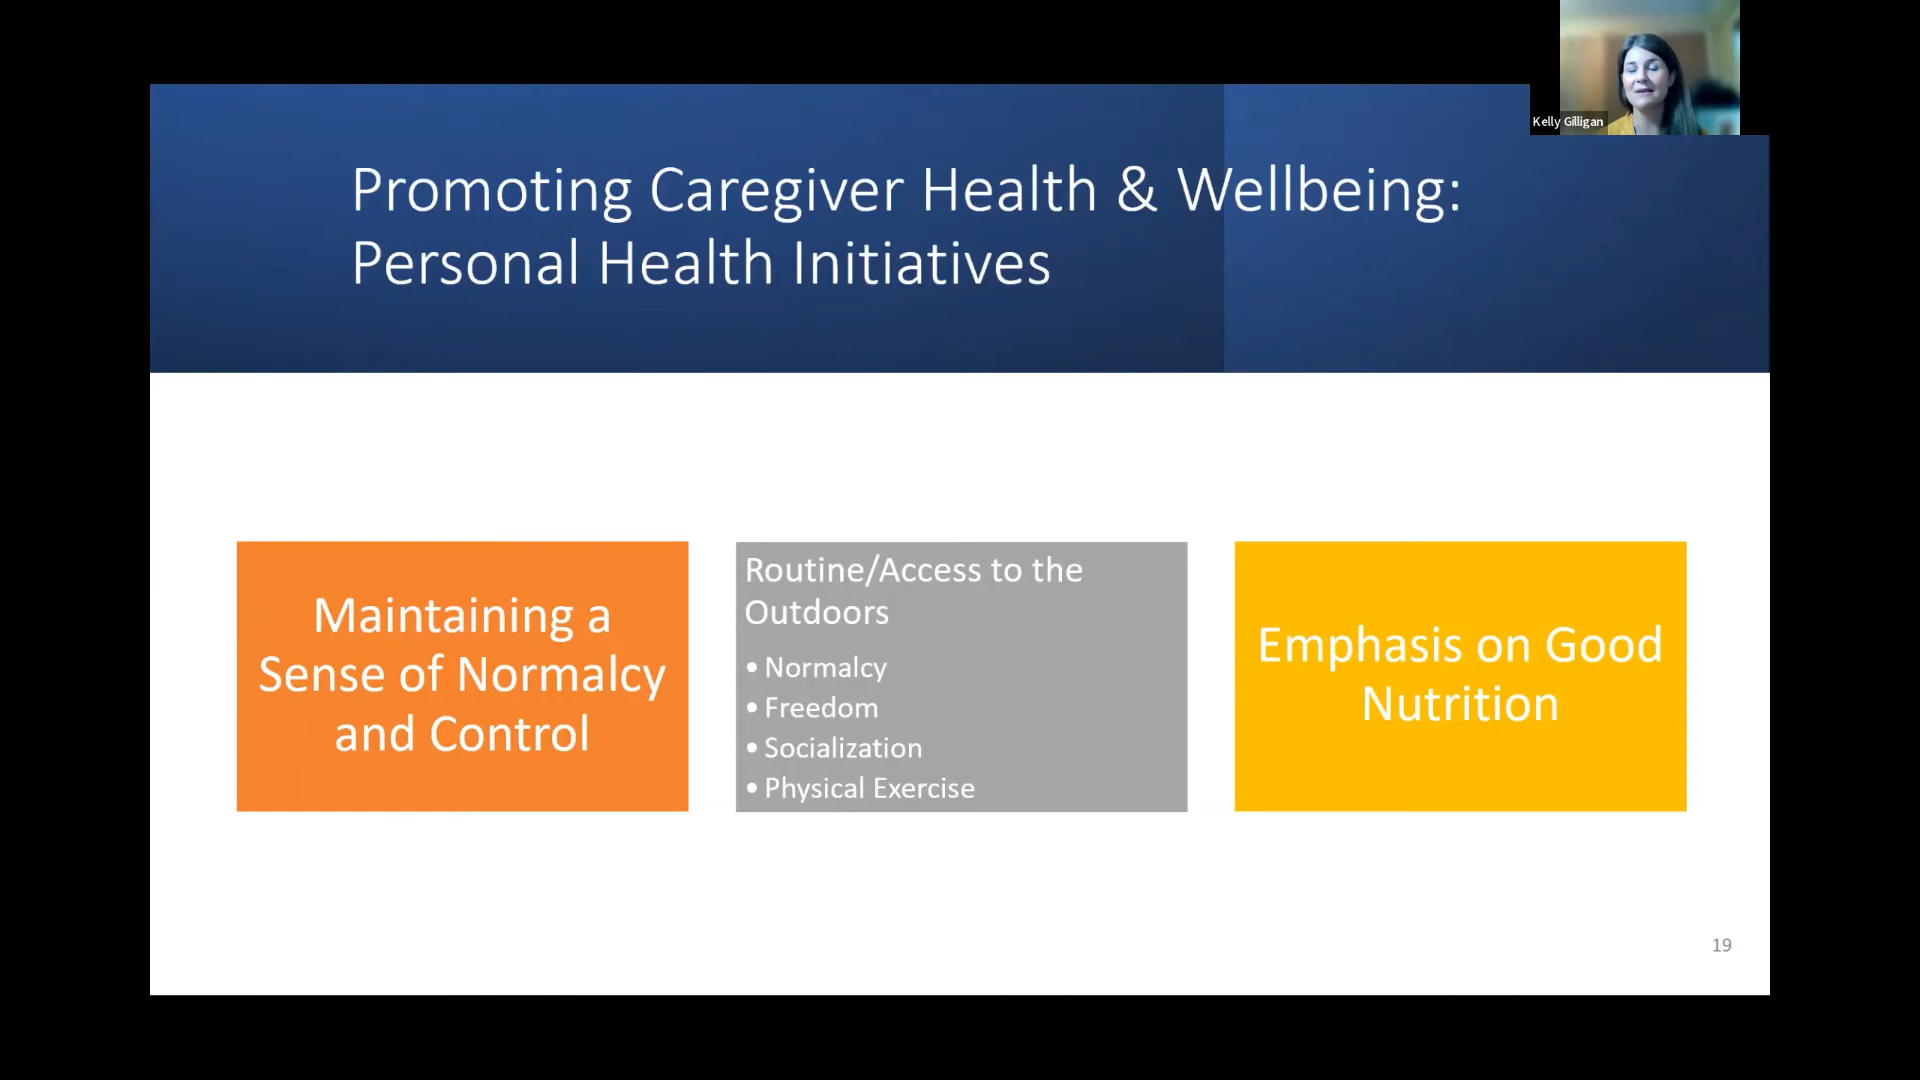 Kelly Gilligan
Promoting Caregiver Health & Wellbeing:
Personal Health Initiatives
Maintaining a
Sense of Normalcy
and Control
Routine/Access to the
Outdoors
• Normalcy
• Freedom
• Socialization
• Physical Exercise
Emphasis on Good
Nutrition
19